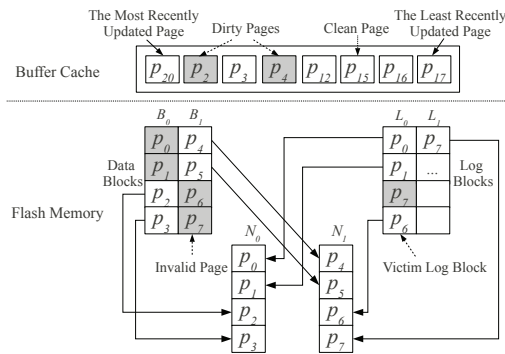 The Most Recently Updated Page
Dirty Pages
Clean Page
The Least Recently Updated Page
Buffer Cache
p20 p2 p3 p4 p12 p15 p16 p17
B0 B1
L0 L1
p0 p4
p0 p7
Data Blocks
p1 p5
p1 ...
Log Blocks
p2 p6
p7
Flash Memory
p3 p7
p6
Invalid Page
N0
N1
Victim Log Block
p0
p4
p1
p5
p2
p6
p3
p7